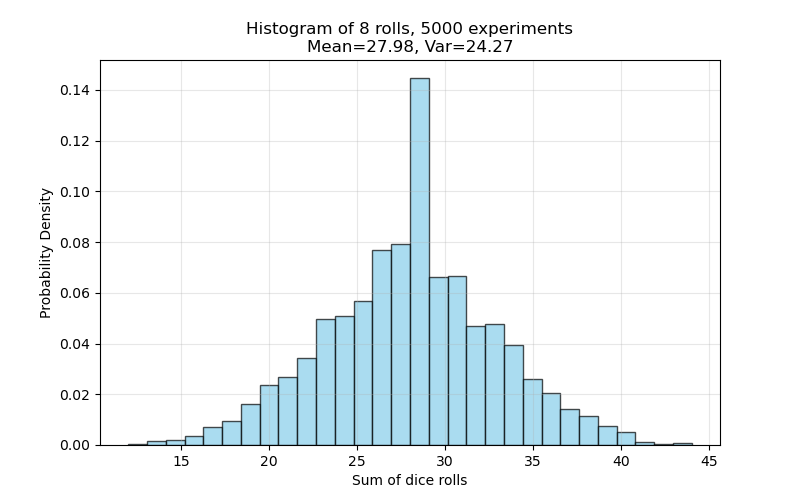 Histogram of 8 rolls, 5000 experiments
Mean=27.98, Var=24.27
Probability Density
0.14
0.12
0.10
0.08
0.06
0.04
0.02
0.00
15 20 25 30 35 40 45
Sum of dice rolls